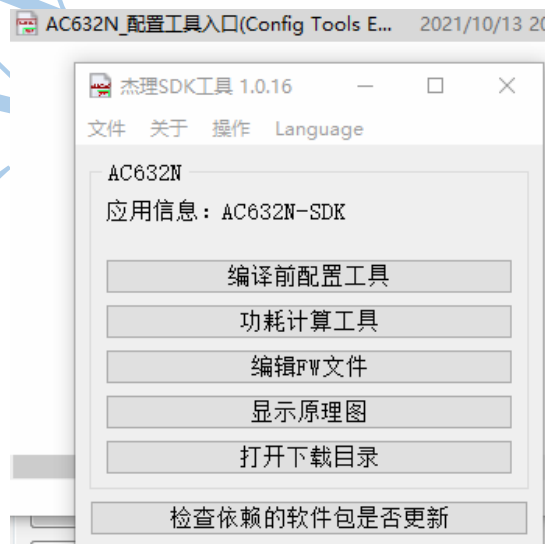 AC632N_配置工具入口(Config Tools E... 2021/10/13 20
杰理SDK工具 1.0.16
文件 关于 操作 Language
AC632N
应用信息：AC632N-SDK
编译前配置工具
功耗计算工具
编辑FW文件
显示原理图
打开下载目录
检查依赖的软件包是否更新